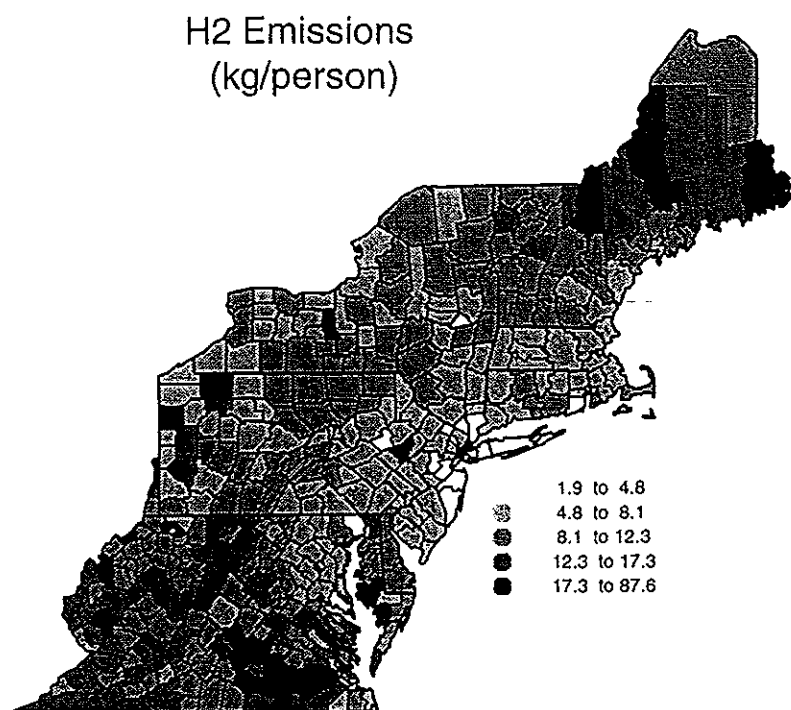 H2 Emissions
(kg/person)
1.9 to 4.8
4.8 to 8.1
8.1 to 12.3
12.3 to 17.3
17.3 to 87.6